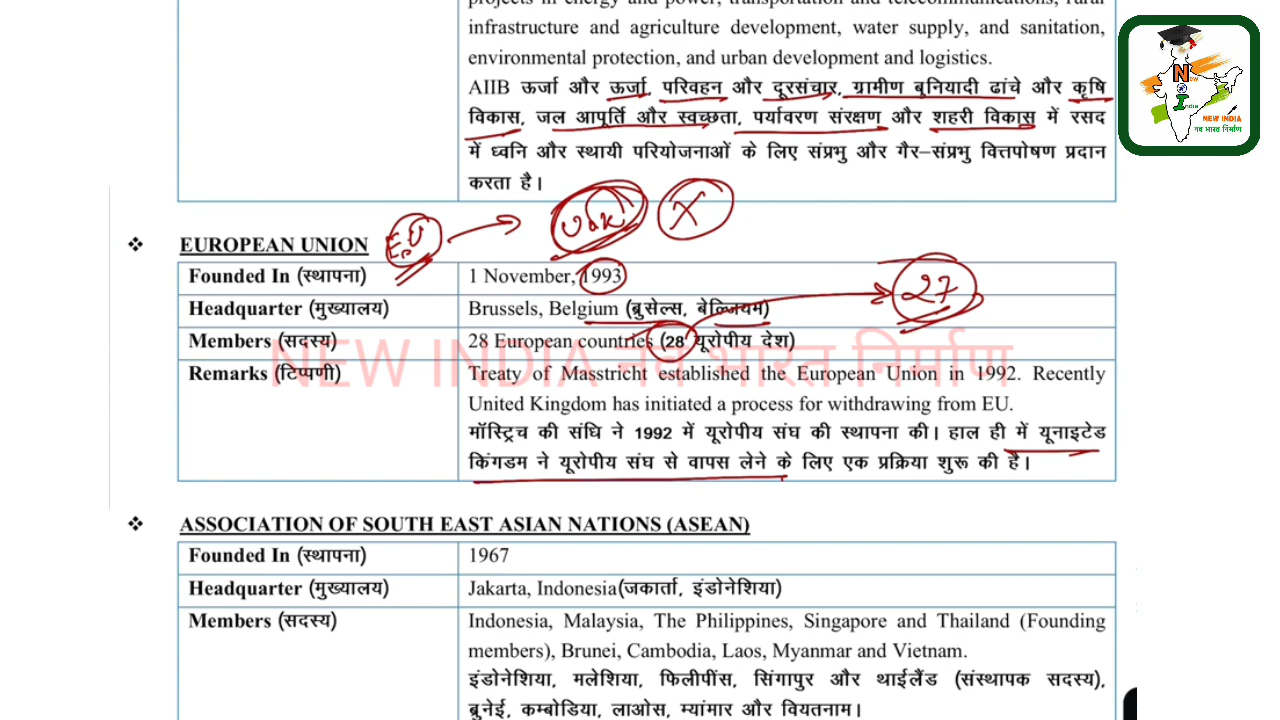 projects in energy and power, transportation and telecommunications, rural
infrastructure and agriculture development, water supply, and sanitation,
environmental protection, and urban development and logistics.
AIIB ऊर्जा और ऊर्जा, परिवहन और दूरसंचार, ग्रामीण बुनियादी ढांचे और कृषि
विकास, जल आपूर्ति और स्वच्छता, पर्यावरण संरक्षण और शहरी विकास में रसद
में ध्वनि और स्थायी परियोजनाओं के लिए संप्रभु और गैर–संप्रभु वित्तपोषण प्रदान
करता है।
NEW
India
NEW INDIA
नव भारत निर्माण
❖ EUROPEAN UNION
EU
U.K
X
Founded In (स्थापना) 1 November, 1993
27
Headquarter (मुख्यालय) Brussels, Belgium (ब्रुसेल्स, बेल्जियम)
Members (सदस्य) 28 European countries (28 यूरोपीय देश)
NEW INDIA नव भारत निर्माण
Remarks (टिप्पणी) Treaty of Masstricht established the European Union in 1992. Recently
United Kingdom has initiated a process for withdrawing from EU.
मॉस्ट्रिच की संधि ने 1992 में यूरोपीय संघ की स्थापना की। हाल ही में यूनाइटेड
किंगडम ने यूरोपीय संघ से वापस लेने के लिए एक प्रक्रिया शुरू की है।
❖ ASSOCIATION OF SOUTH EAST ASIAN NATIONS (ASEAN)
Founded In (स्थापना) 1967
Headquarter (मुख्यालय) Jakarta, Indonesia(जकार्ता, इंडोनेशिया)
Members (सदस्य) Indonesia, Malaysia, The Philippines, Singapore and Thailand (Founding
members), Brunei, Cambodia, Laos, Myanmar and Vietnam.
इंडोनेशिया, मलेशिया, फिलीपींस, सिंगापुर और थाईलैंड (संस्थापक सदस्य),
ब्रुनेई, कम्बोडिया, लाओस, म्यांमार और वियतनाम।